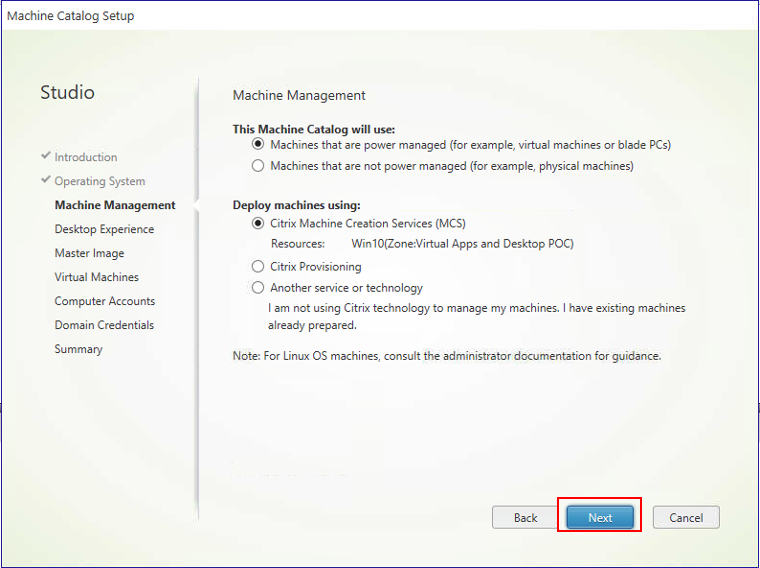 Machine Catalog Setup
Studio
Introduction
Operating System
Machine Management
Desktop Experience
Master Image
Virtual Machines
Computer Accounts
Domain Credentials
Summary
Machine Management
This Machine Catalog will use:
Machines that are power managed (for example, virtual machines or blade PCs)
Machines that are not power managed (for example, physical machines)
Deploy machines using:
Citrix Machine Creation Services (MCS)
Resources: Win10(Zone:Virtual Apps and Desktop POC)
Citrix Provisioning
Another service or technology
I am not using Citrix technology to manage my machines. I have existing machines
already prepared.
Note: For Linux OS machines, consult the administrator documentation for guidance.
Back Next Cancel